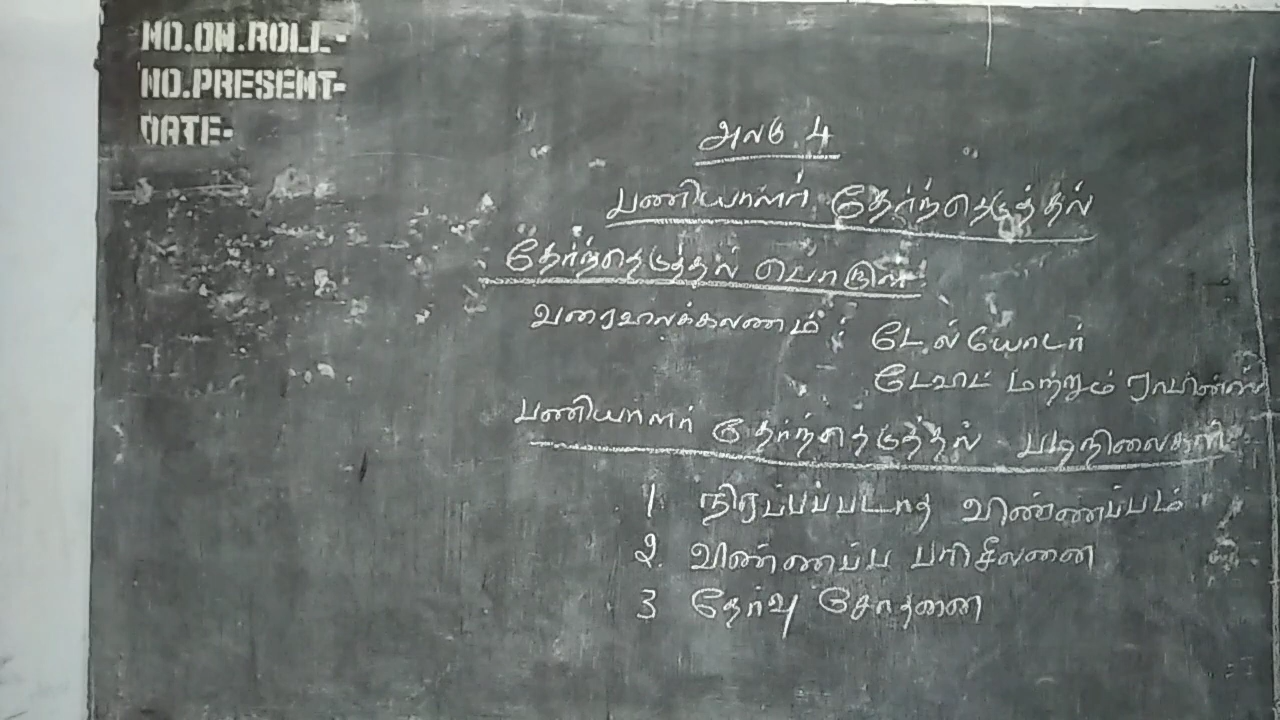 NO.ON.ROLL-
NO.PRESENT-
DATE-
அலகு 4
பணியாளர் தேர்ந்தெடுத்தல்
தேர்ந்தெடுத்தல் பொருள்
வரைவிலக்கணம் :
டேல் யோடர்
டேவிட் மற்றும் ராபின்ஸ்
பணியாளர் தேர்ந்தெடுத்தல் படிநிலைகள்
1 நிரப்பப்படாத விண்ணப்பம்
2. விண்ணப்ப பரிசீலனை
3 தேர்வு சோதனை